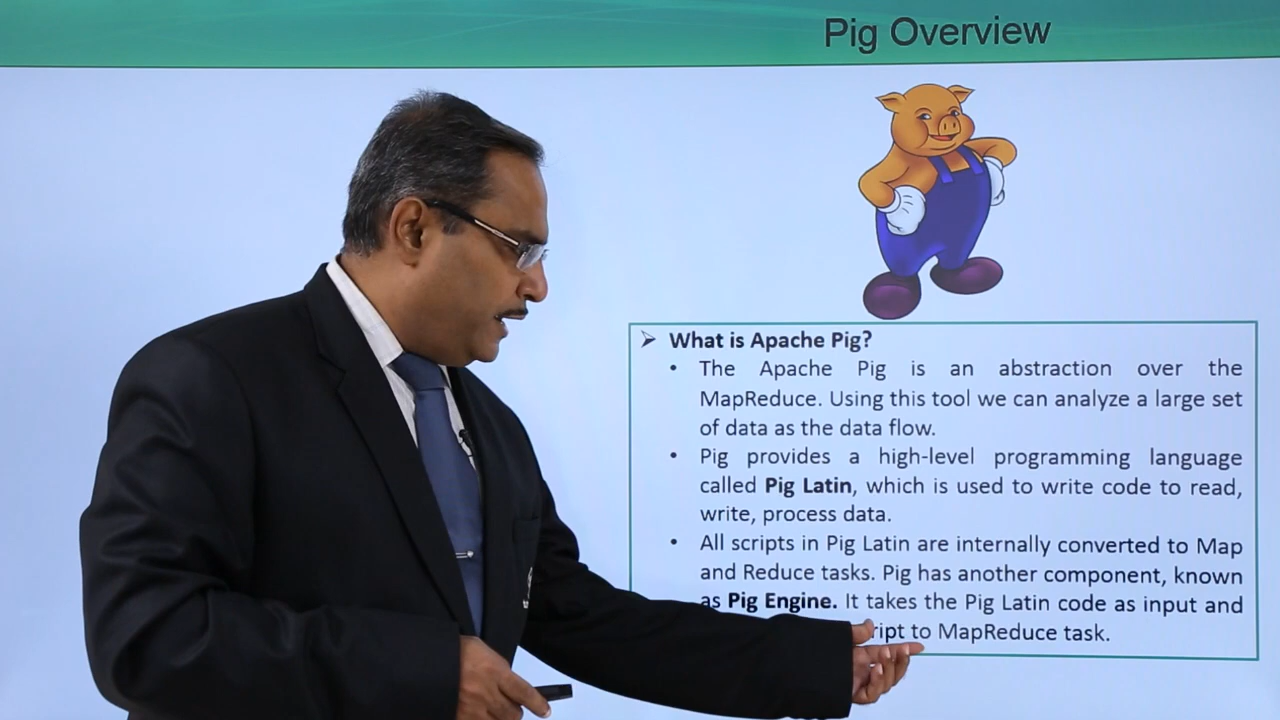 Pig Overview
➢ What is Apache Pig?
• The Apache Pig is an abstraction over the
MapReduce. Using this tool we can analyze a large set
of data as the data flow.
• Pig provides a high-level programming language
called Pig Latin, which is used to write code to read,
write, process data.
• All scripts in Pig Latin are internally converted to Map
and Reduce tasks. Pig has another component, known
as Pig Engine. It takes the Pig Latin code as input and
ript to MapReduce task.